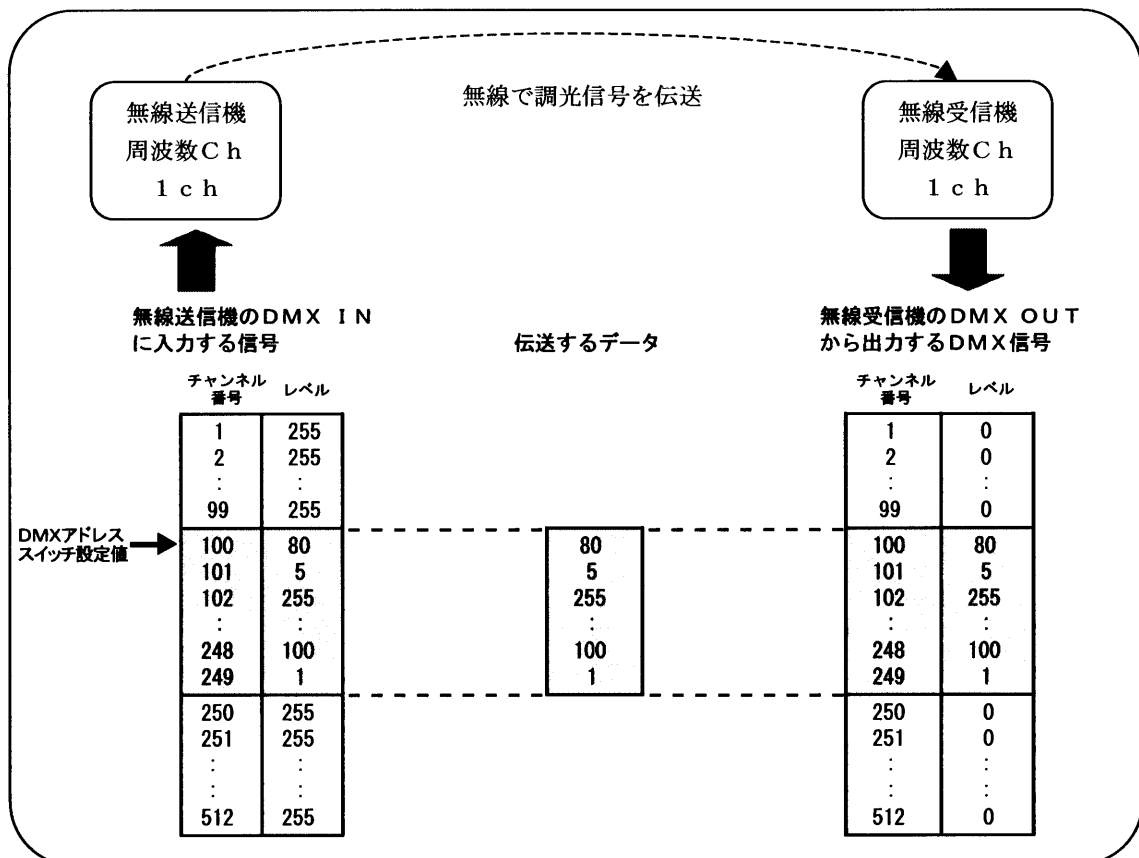 無線で調光信号を伝送
無線送信機
周波数Ch
1ch
無線受信機
周波数Ch
1ch
無線送信機のDMX IN
に入力する信号
伝送するデータ
無線受信機のDMX OUT
から出力するDMX信号
チャンネル
番号 レベル
チャンネル
番号 レベル
1 255
2 255
: :
99 255
DMXアドレス
スイッチ設定値
100 80
101 5
102 255
: :
248 100
249 1
250 255
251 255
: :
: :
512 255
80
5
255
:
100
1
1 0
2 0
: :
99 0
100 80
101 5
102 255
: :
248 100
249 1
250 0
251 0
: :
: :
512 0